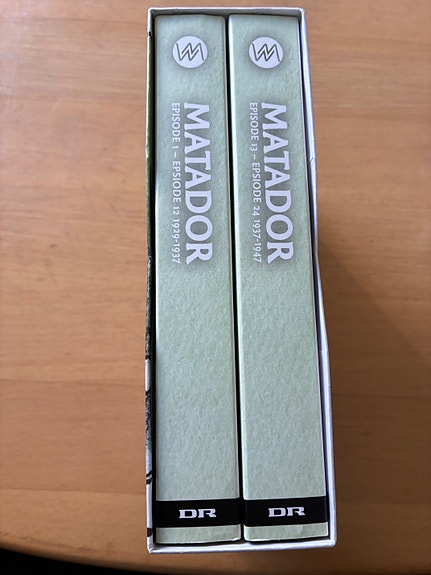 MATADOR
EPISODE 1 – EPSIODE 12 1929-1937
DR
MATADOR
EPISODE 13 – EPSIODE 24 1937-1947
DR